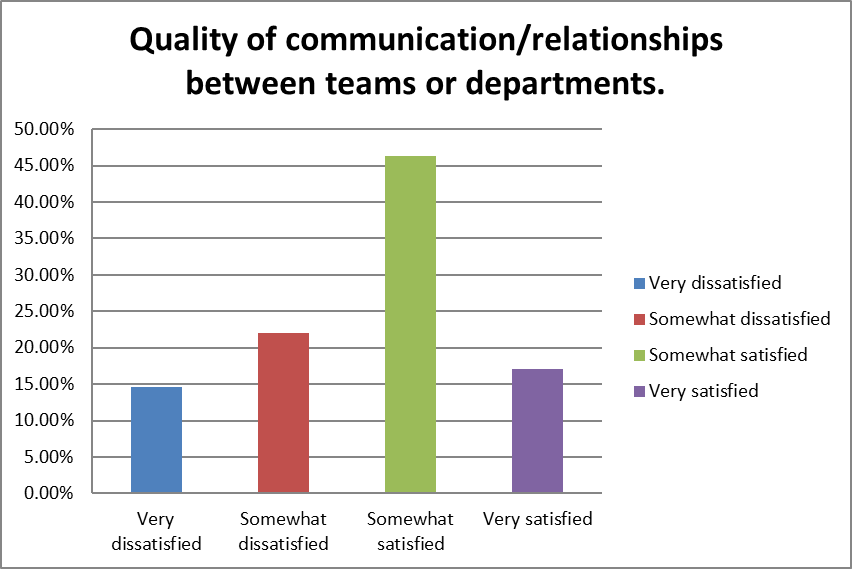 Quality of communication/relationships
between teams or departments.
50.00%
45.00%
40.00%
35.00%
30.00%
25.00%
20.00%
15.00%
10.00%
5.00%
0.00%
Very
dissatisfied
Somewhat
dissatisfied
Somewhat
satisfied
Very satisfied
Very dissatisfied
Somewhat dissatisfied
Somewhat satisfied
Very satisfied